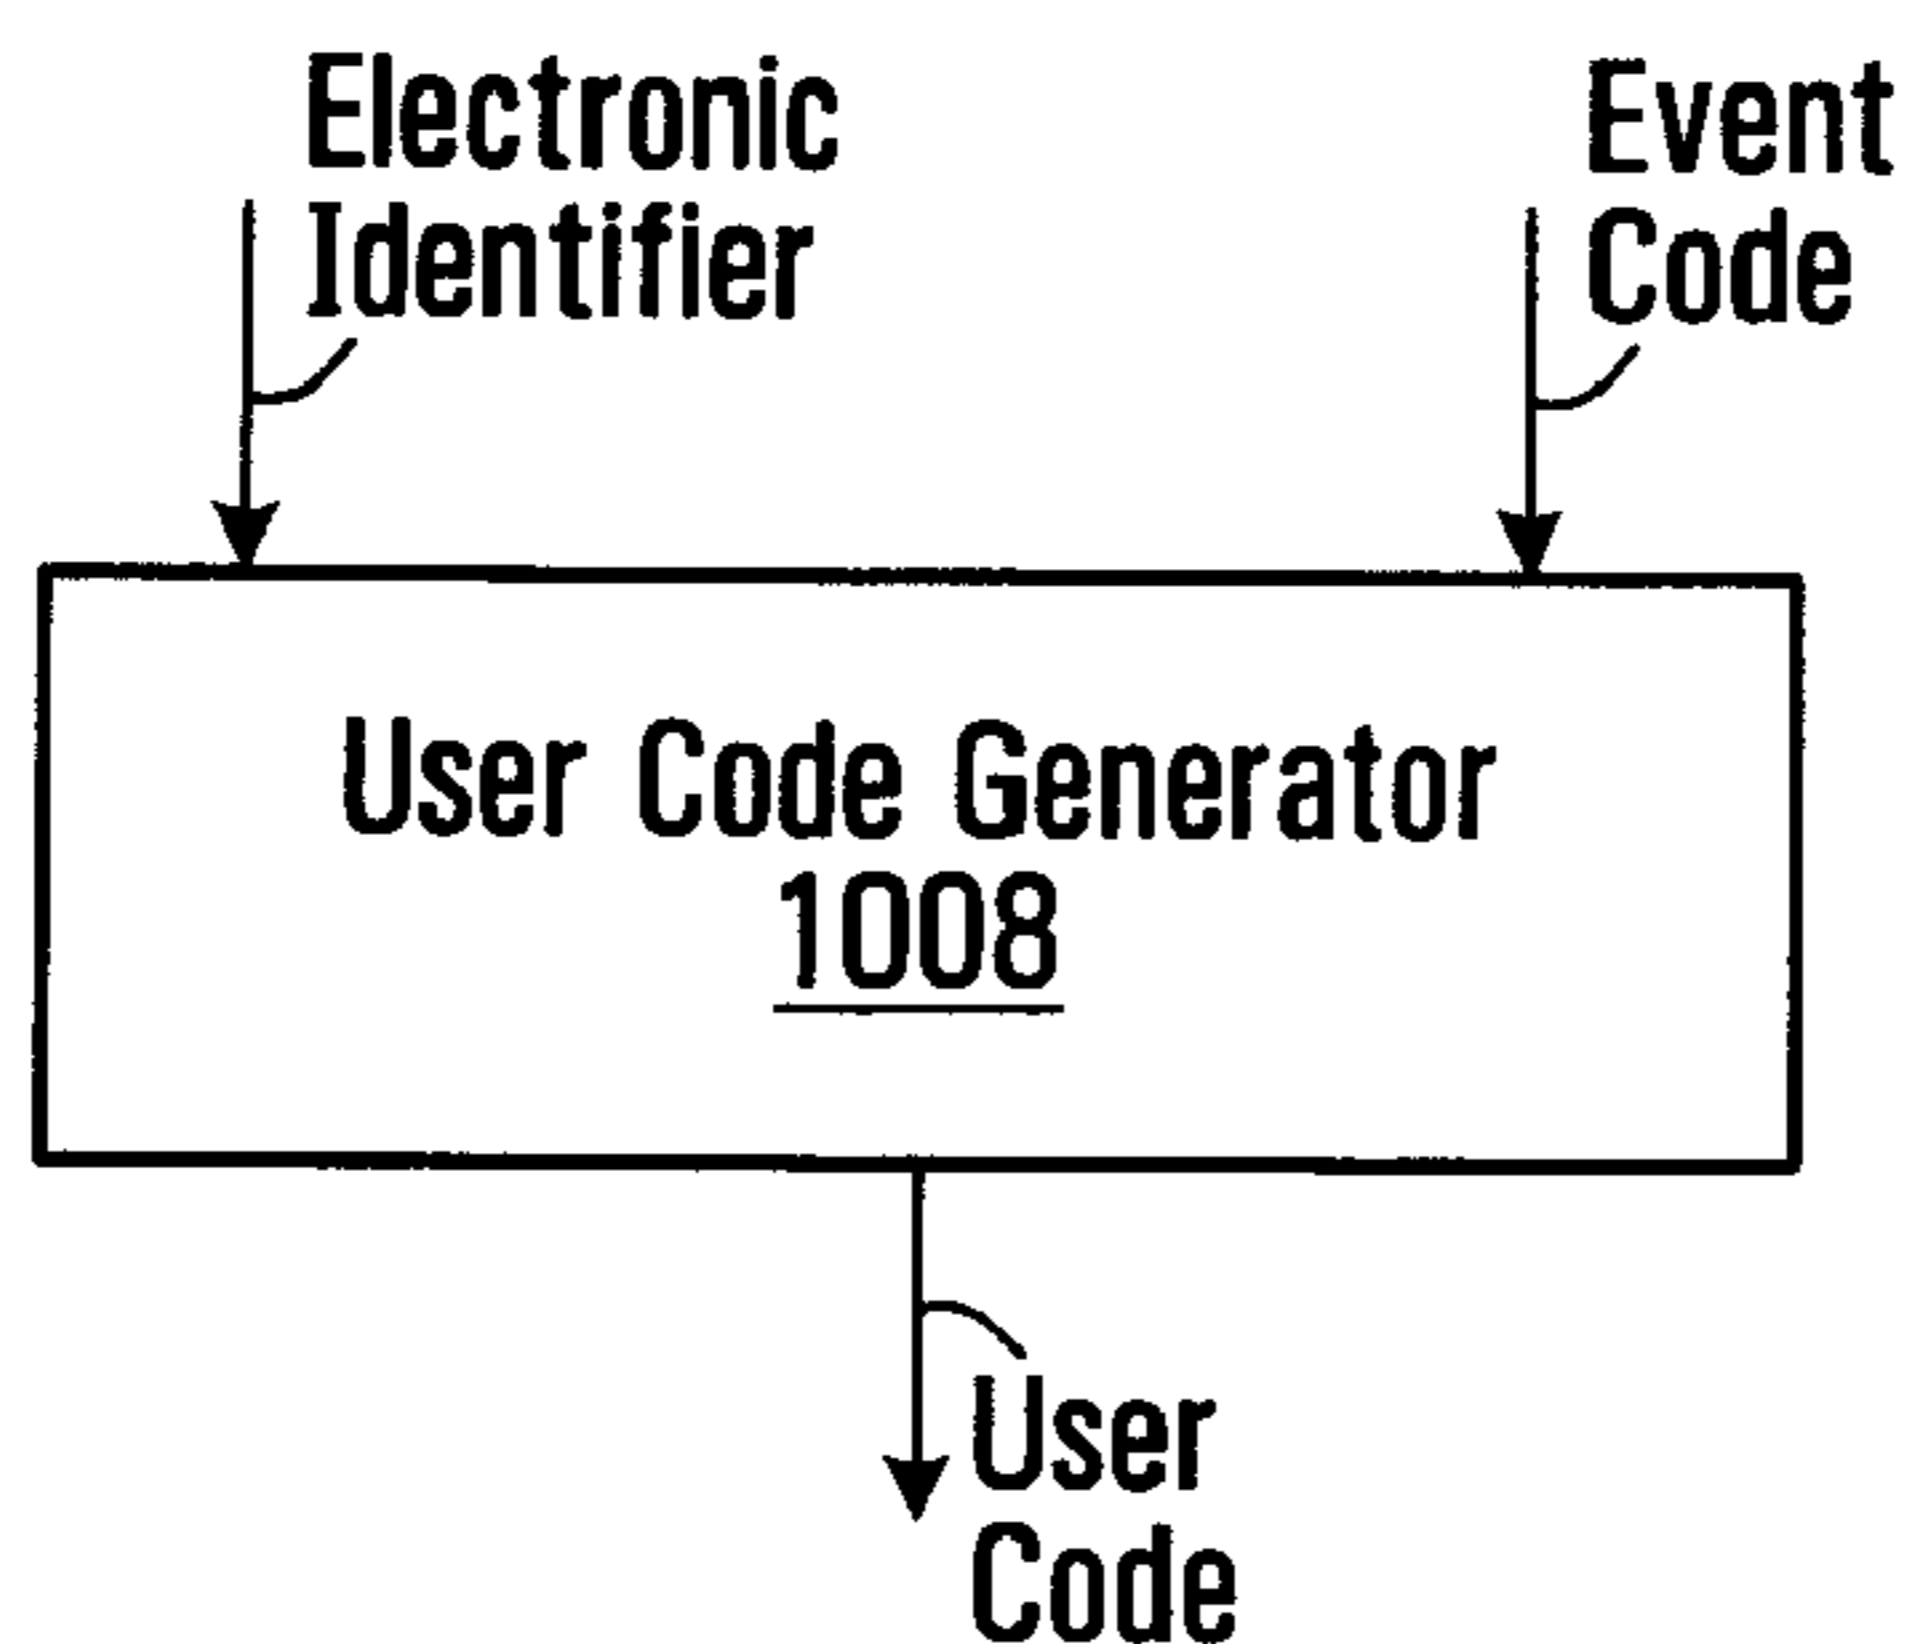 Electronic
Identifier
Event
Code
User Code Generator
1008
User
Code